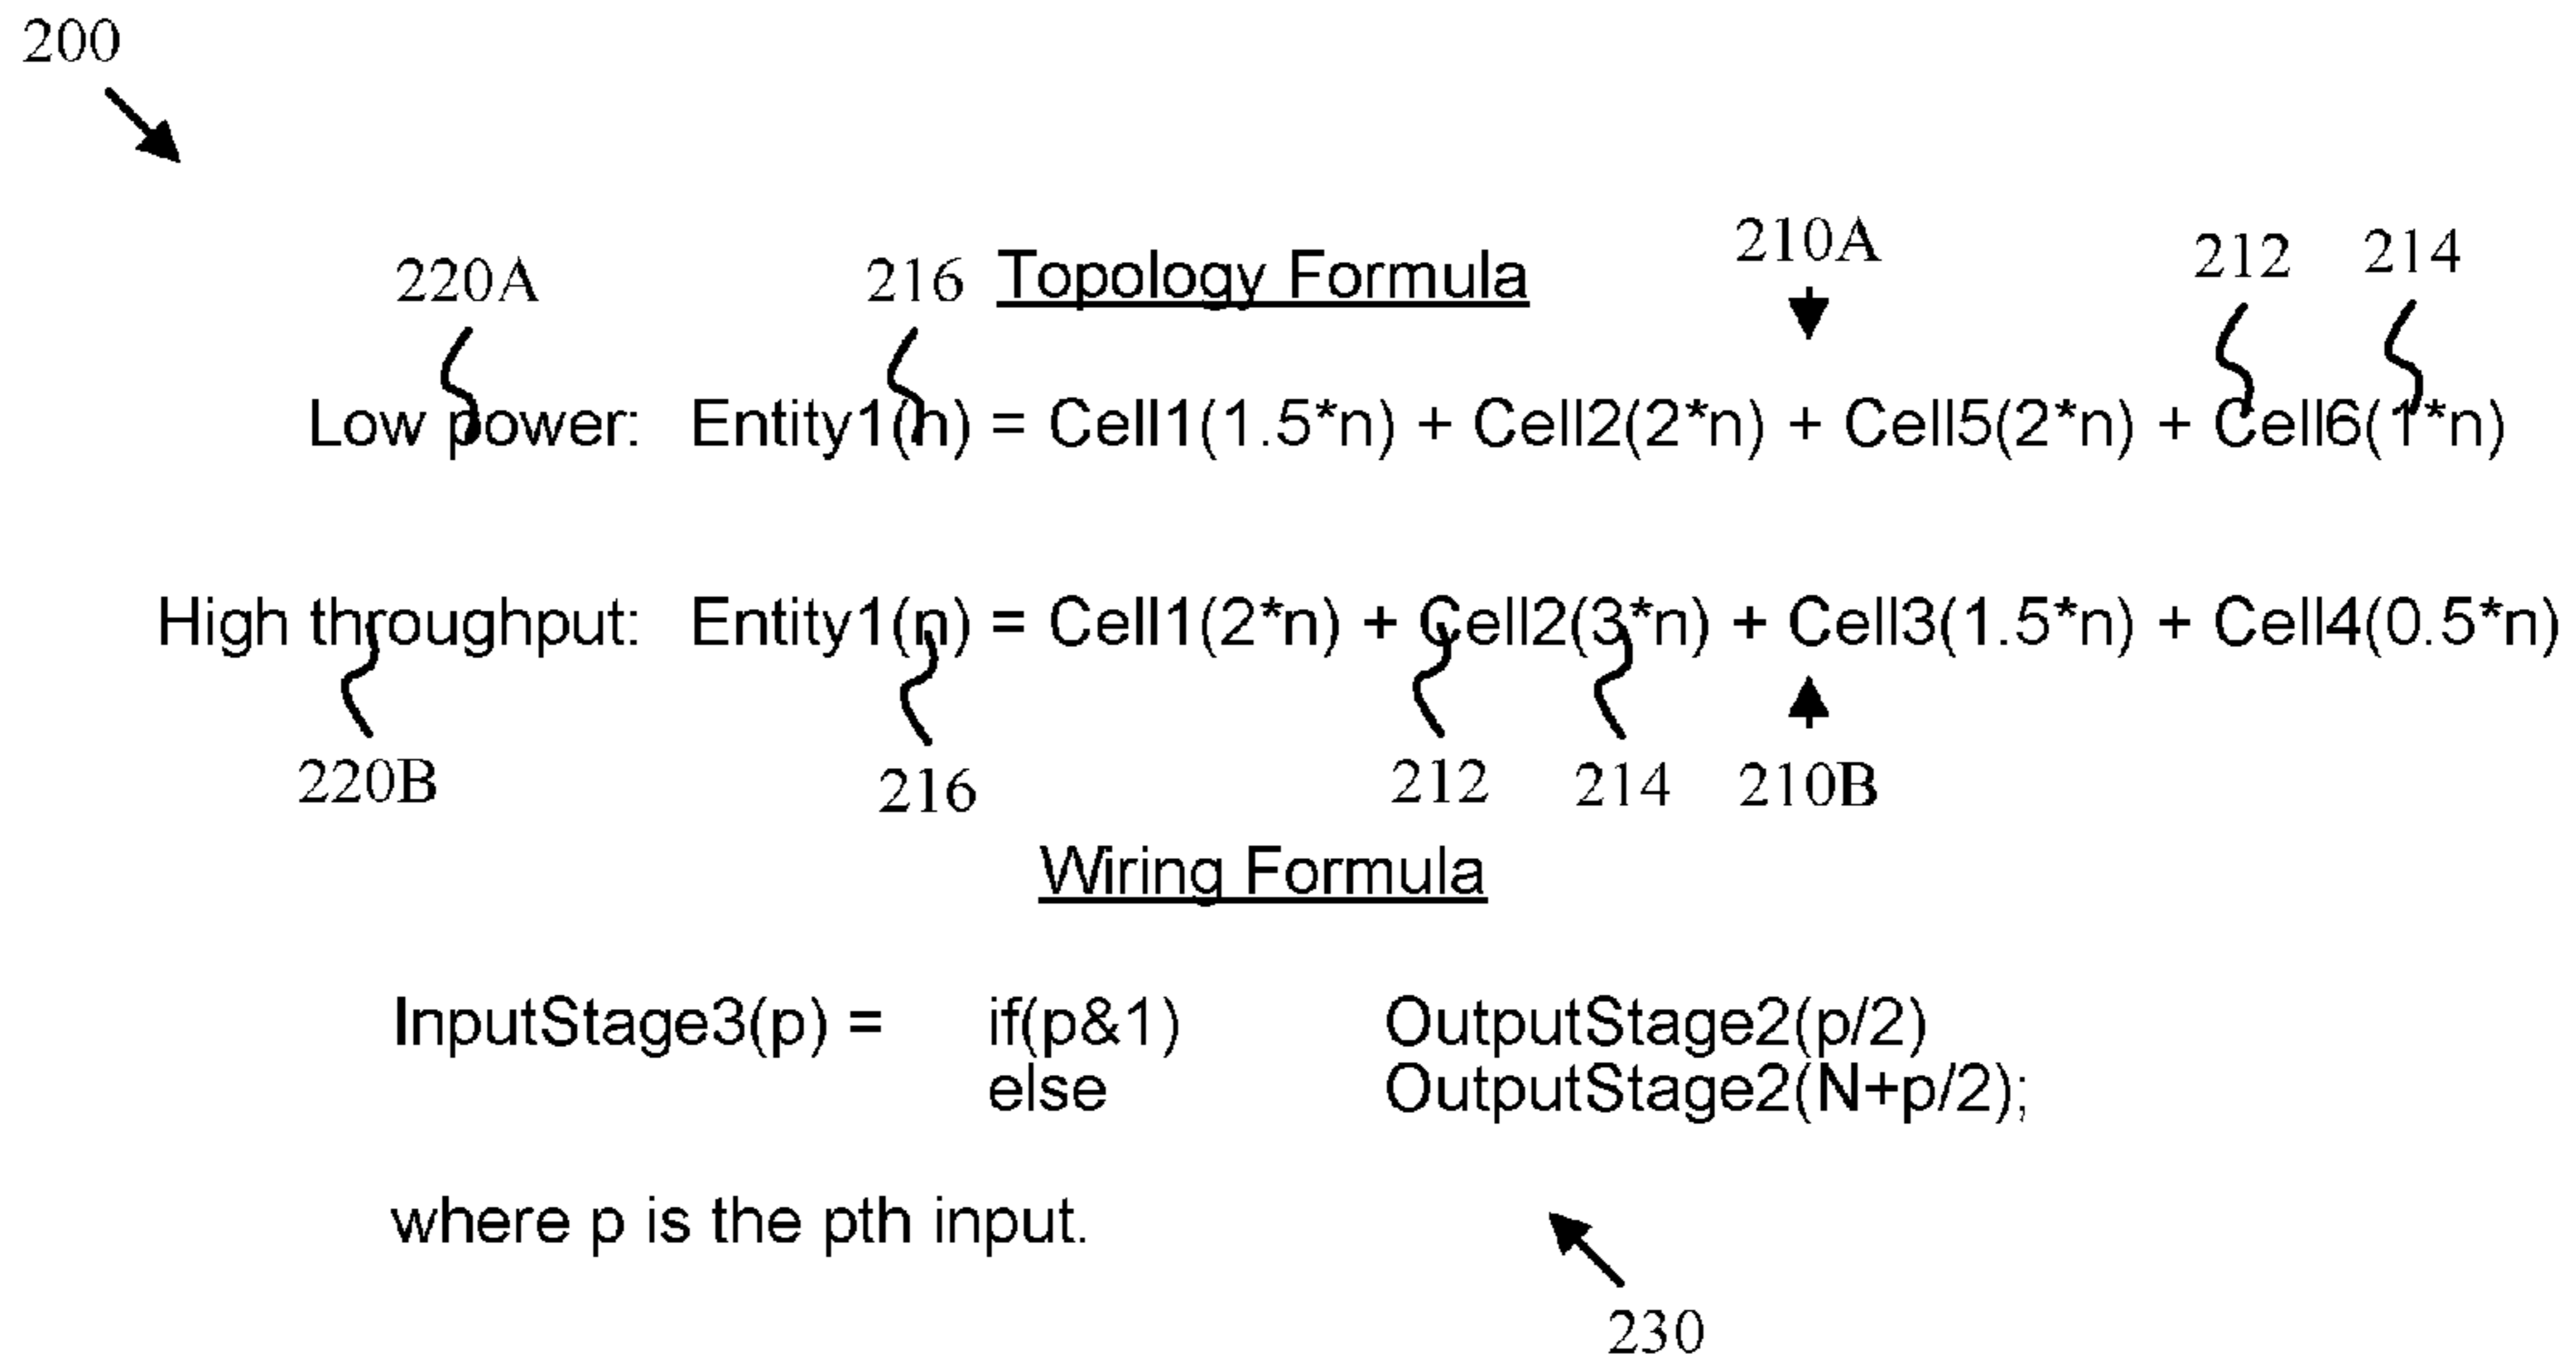 200
220A 216 Topology Formula 210A 212 214
Low power: Entity1(n) = Cell1(1.5*n) + Cell2(2*n) + Cell5(2*n) + Cell6(1*n)
High throughput: Entity1(n) = Cell1(2*n) + Cell2(3*n) + Cell3(1.5*n) + Cell4(0.5*n)
220B 216 212 214 210B
Wiring Formula
InputStage3(p) = if(p&1) OutputStage2(p/2)
else OutputStage2(N+p/2);
where p is the pth input.
230